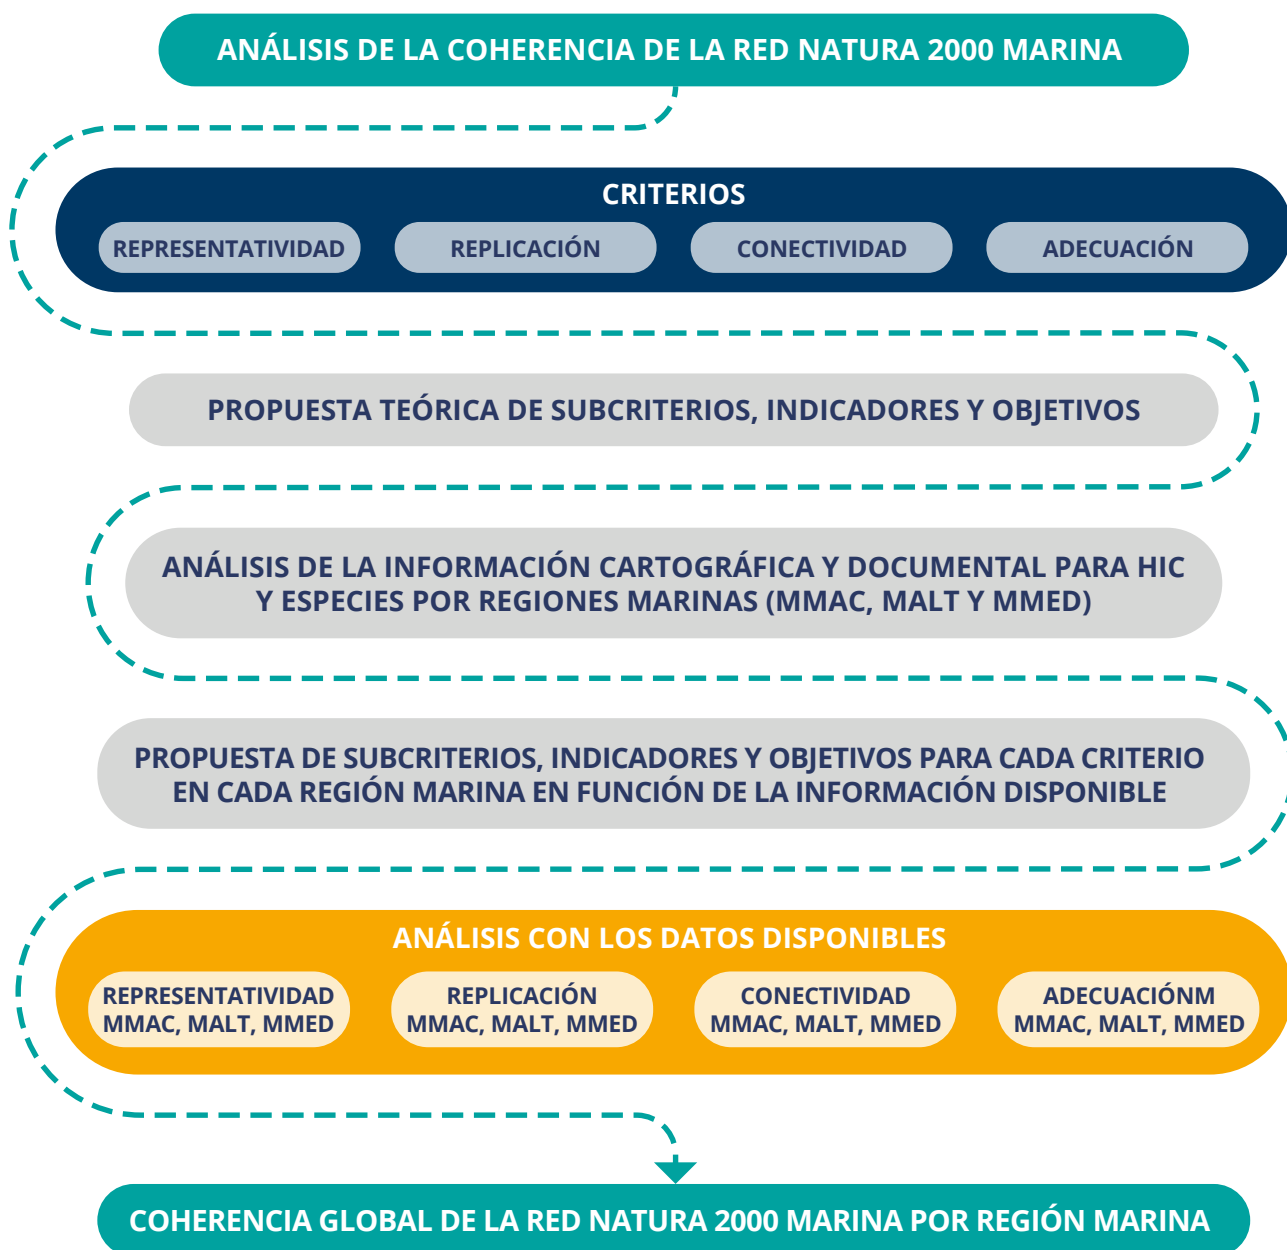 ANÁLISIS DE LA COHERENCIA DE LA RED NATURA 2000 MARINA
CRITERIOS
REPRESENTATIVIDAD
REPLICACIÓN
CONECTIVIDAD
ADECUACIÓN
PROPUESTA TEÓRICA DE SUBCRITERIOS, INDICADORES Y OBJETIVOS
ANÁLISIS DE LA INFORMACIÓN CARTOGRÁFICA Y DOCUMENTAL PARA HIC
Y ESPECIES POR REGIONES MARINAS (MMAC, MALT Y MMED)
PROPUESTA DE SUBCRITERIOS, INDICADORES Y OBJETIVOS PARA CADA CRITERIO
EN CADA REGIÓN MARINA EN FUNCIÓN DE LA INFORMACIÓN DISPONIBLE
ANÁLISIS CON LOS DATOS DISPONIBLES
REPRESENTATIVIDAD
MMAC, MALT, MMED
REPLICACIÓN
MMAC, MALT, MMED
CONECTIVIDAD
MMAC, MALT, MMED
ADECUACIÓNM
MMAC, MALT, MMED
COHERENCIA GLOBAL DE LA RED NATURA 2000 MARINA POR REGIÓN MARINA